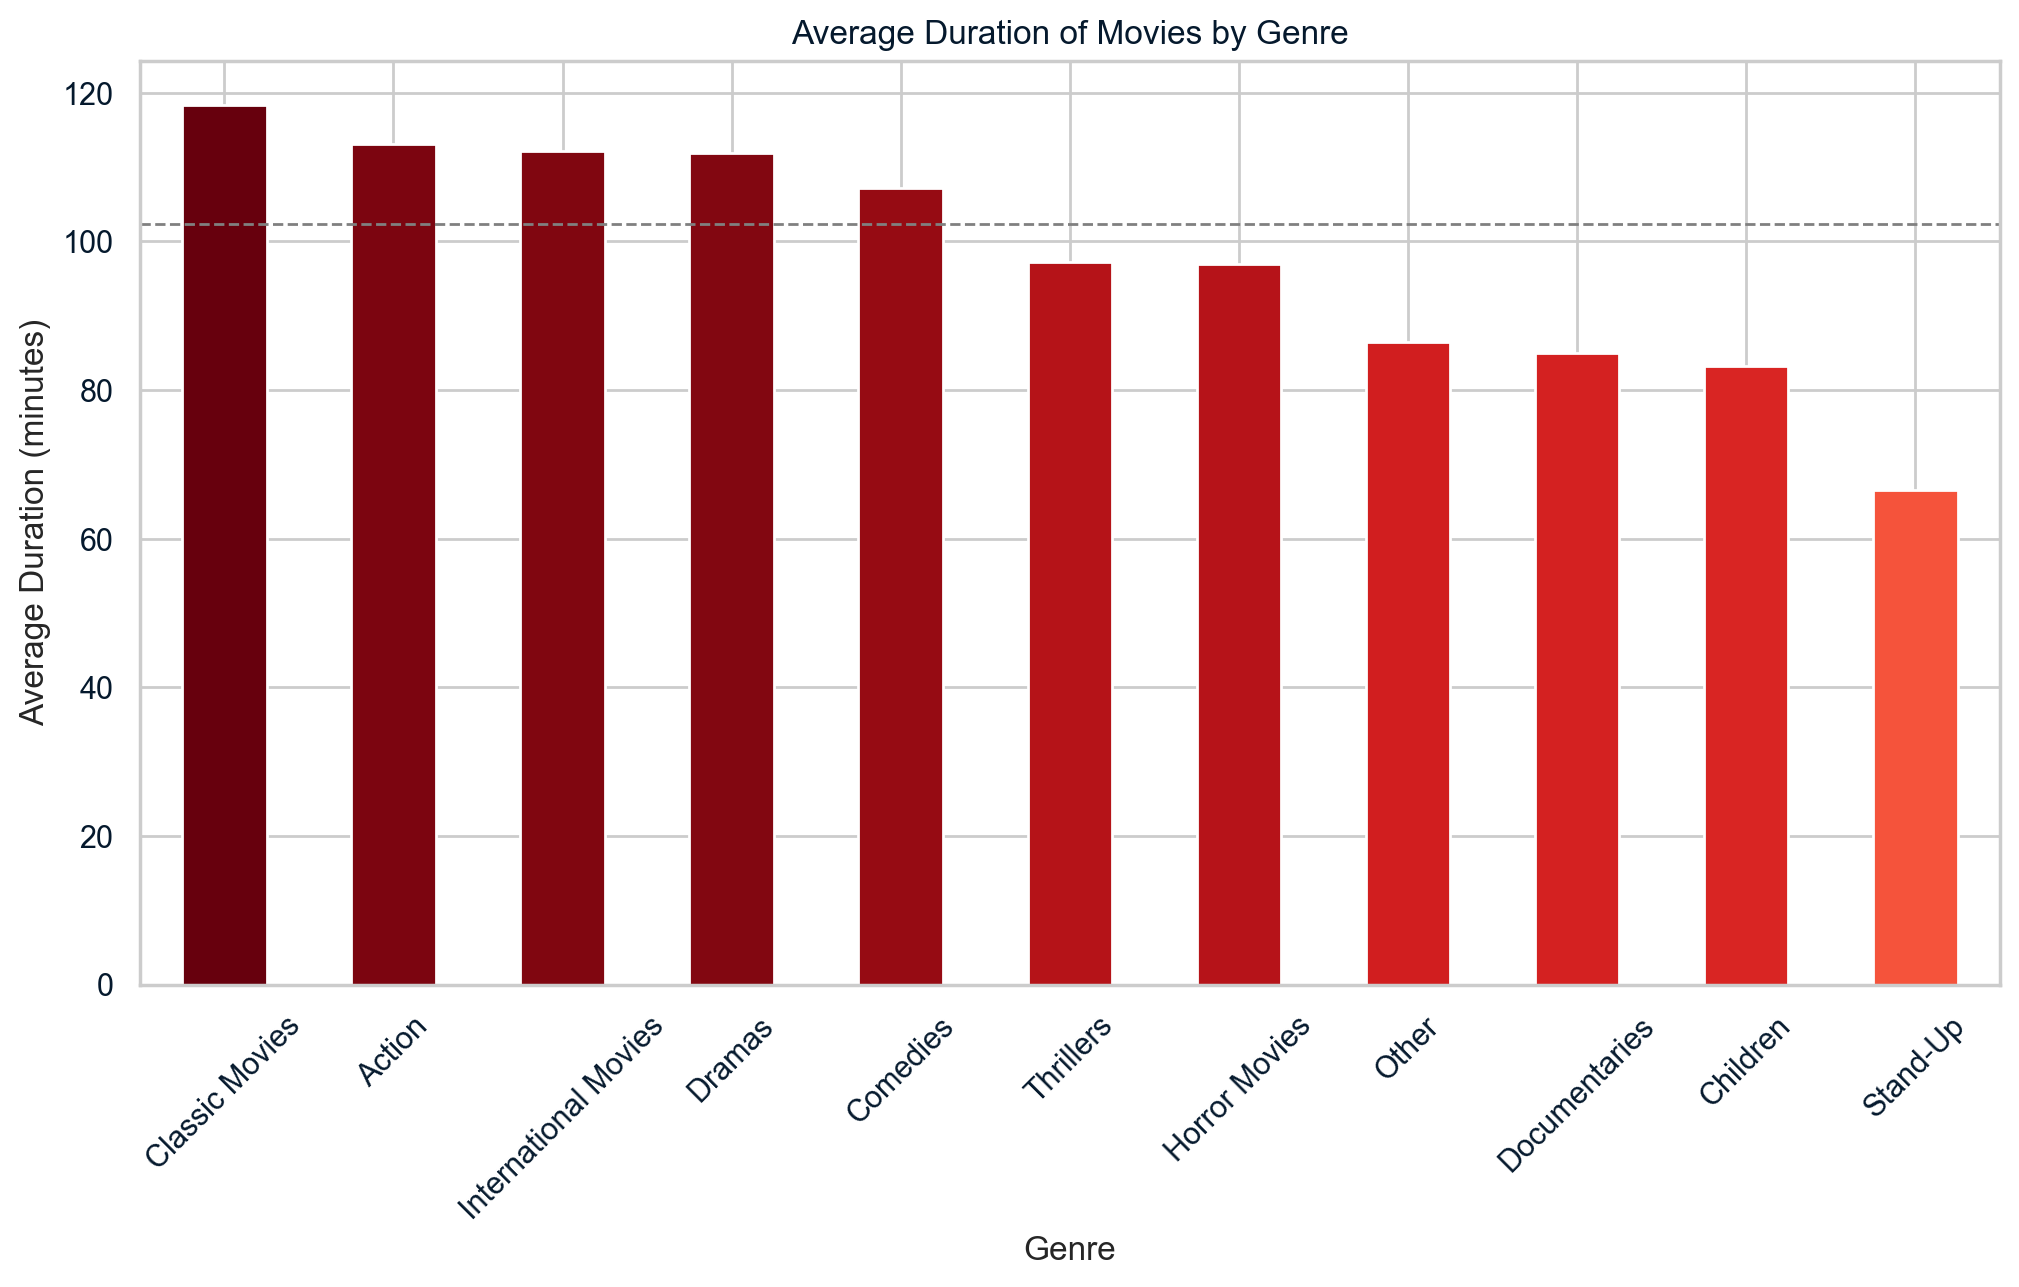 Average Duration of Movies by Genre
Average Duration (minutes)
120
100
80
60
40
20
0
Classic Movies
Action
International Movies
Dramas
Comedies
Thrillers
Horror Movies
Other
Documentaries
Children
Stand-Up
Genre